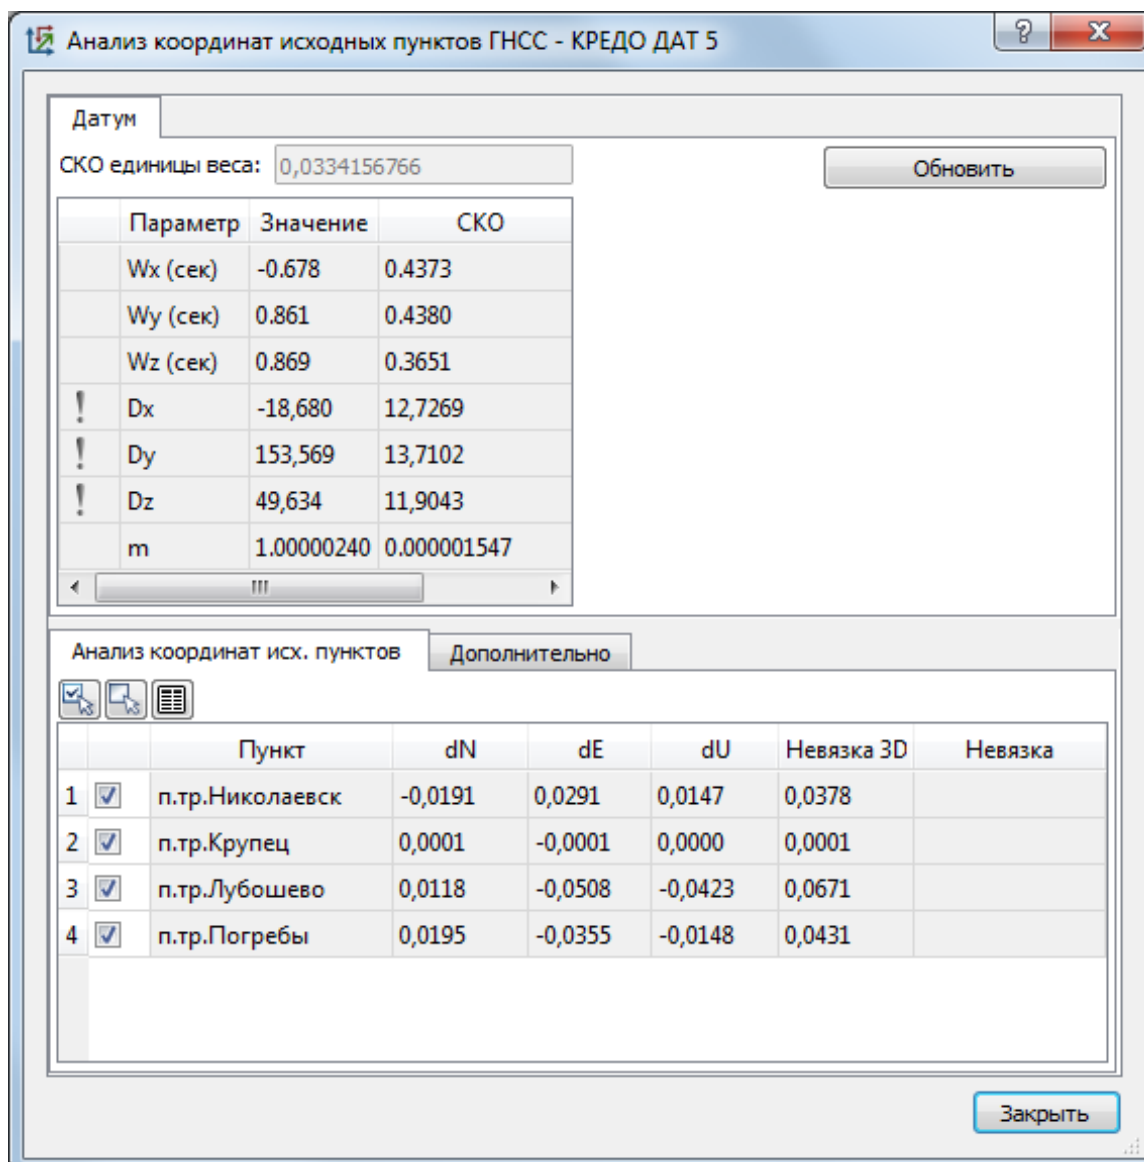 Анализ координат исходных пунктов ГНСС - КРЕДО ДАТ 5
Датум
СКО единицы веса: 0,0334156766 Обновить
Параметр Значение СКО
Wx (сек) -0.678 0.4373
Wy (сек) 0.861 0.4380
Wz (сек) 0.869 0.3651
! Dx -18,680 12,7269
! Dy 153,569 13,7102
! Dz 49,634 11,9043
m 1.00000240 0.000001547
Анализ координат исх. пунктов Дополнительно
Пункт dN dE dU Невязка 3D Невязка
1 п.тр.Николаевск -0,0191 0,0291 0,0147 0,0378
2 п.тр.Крупец 0,0001 -0,0001 0,0000 0,0001
3 п.тр.Лубошево 0,0118 -0,0508 -0,0423 0,0671
4 п.тр.Погребы 0,0195 -0,0355 -0,0148 0,0431
Закрыть